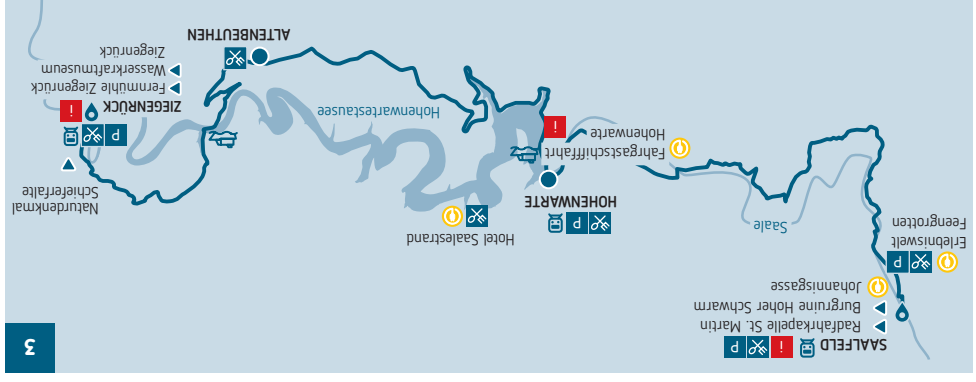 3
SAALFELD i P
Radfahrkapelle St. Martin
Burgruine Hoher Schwarm
Johannisgasse
P
Erlebniswelt
Feengrotten
Saale
P
HOHENWARTE
Fahrgastschifffahrt
Hohenwarte
i
Hotel Saalestrand
Hohenwartestausee
ALTENBEUTHEN
Naturdenkmal
Schieferfalte
P
ZIEGENRÜCK i
Fernmühle Ziegenrück
Wasserkraftmuseum
Ziegenrück